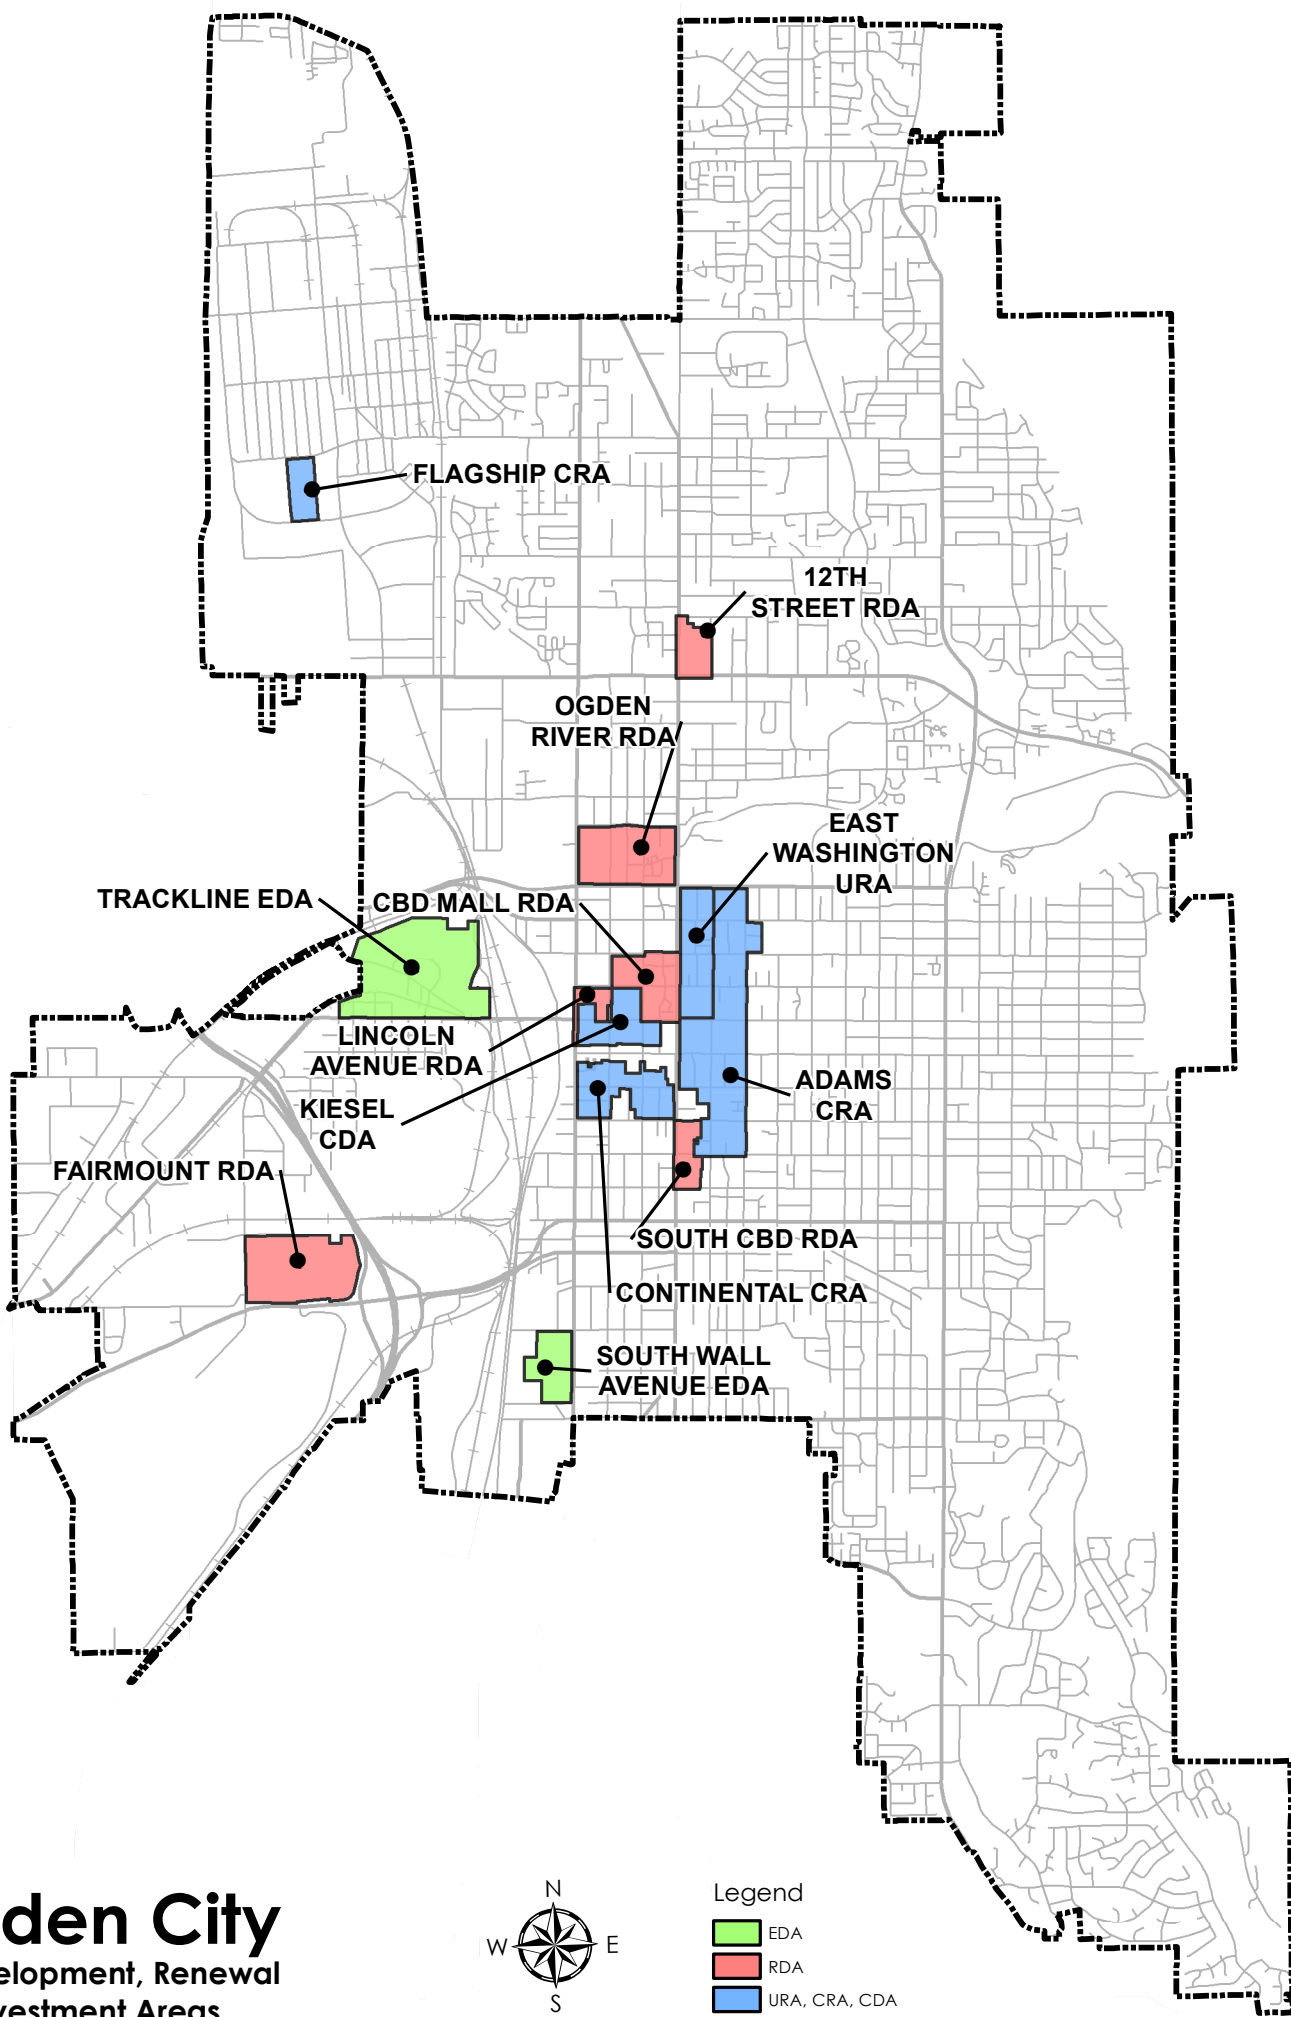 FLAGSHIP CRA
12TH
STREET RDA
OGDEN
RIVER RDA
EAST
WASHINGTON
URA
TRACKLINE EDA
CBD MALL RDA
LINCOLN
AVENUE RDA
ADAMS
CRA
KIESEL
CDA
FAIRMOUNT RDA
SOUTH CBD RDA
CONTINENTAL CRA
SOUTH WALL
AVENUE EDA
den City
elopment, Renewal
vestment Areas
N
W
E
S
Legend
EDA
RDA
URA, CRA, CDA